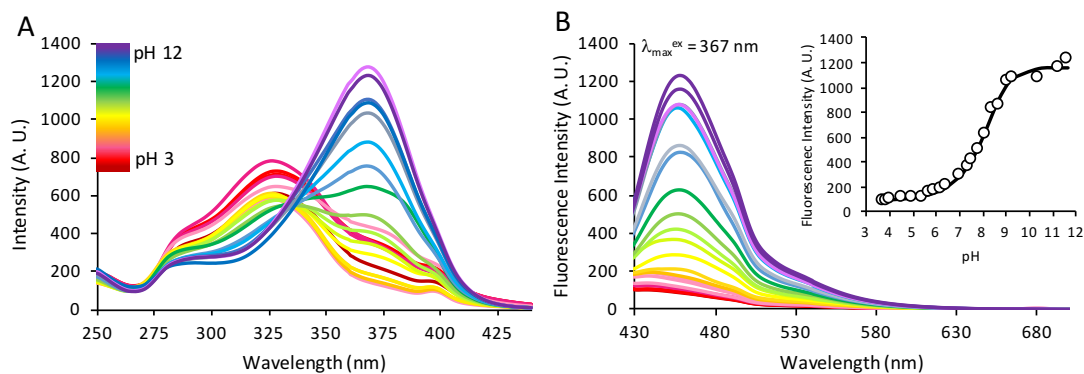 A
Intensity (A. U.)
1400
1200
1000
800
600
400
200
0
pH 12
pH 3
250 275 300 325 350 375 400 425
Wavelength (nm)
B
Fluorescence Intensity (A. U.)
1400
1200
1000
800
600
400
200
0
λmax^ex = 367 nm
430 480 530 580 630 680
Wavelength (nm)
Fluorescnec Intensity (A. U.)
1400
1200
1000
800
600
400
200
0
3 4 5 6 7 8 9 10 11 12
pH